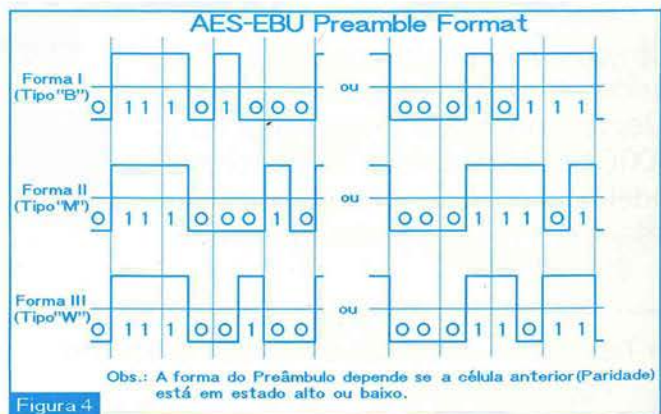 AES-EBU Preamble Format
Forma I
(Tipo"B")
0 1 1 1 0 1 0 0 0 ou 0 0 0 1 0 1 1 1
Forma II
(Tipo"M")
0 1 1 1 0 0 0 1 0 ou 0 0 0 1 1 1 0 1
Forma III
(Tipo"W")
0 1 1 1 0 0 1 0 0 ou 0 0 0 1 1 0 1 1
Obs.: A forma do Preâmbulo depende se a célula anterior(Paridade)
está em estado alto ou baixo.
Figura 4